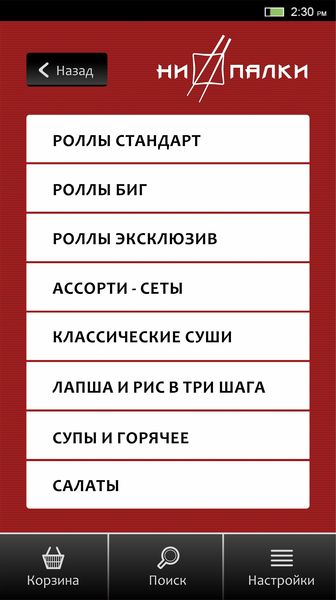 2:30 PM
Назад
НИ ПАЛКИ
РОЛЛЫ СТАНДАРТ
РОЛЛЫ БИГ
РОЛЛЫ ЭКСКЛЮЗИВ
АССОРТИ - СЕТЫ
КЛАССИЧЕСКИЕ СУШИ
ЛАПША И РИС В ТРИ ШАГА
СУПЫ И ГОРЯЧЕЕ
САЛАТЫ
Корзина
Поиск
Настройки